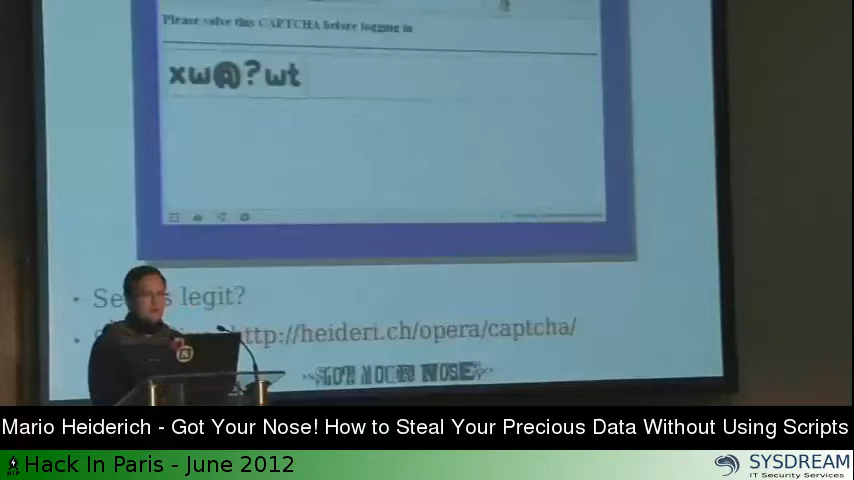 Please solve this CAPTCHA before logging in
xw@?wt
legit?
http://heideri.ch/opera/captcha/
GOT YOUR NOSE!
Mario Heiderich - Got Your Nose! How to Steal Your Precious Data Without Using Scripts
HIP
Hack In Paris - June 2012
SYSDREAM
IT Security Services